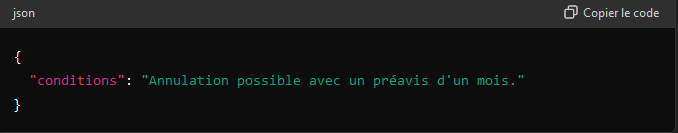 json Copier le code
{
"conditions": "Annulation possible avec un préavis d'un mois."
}